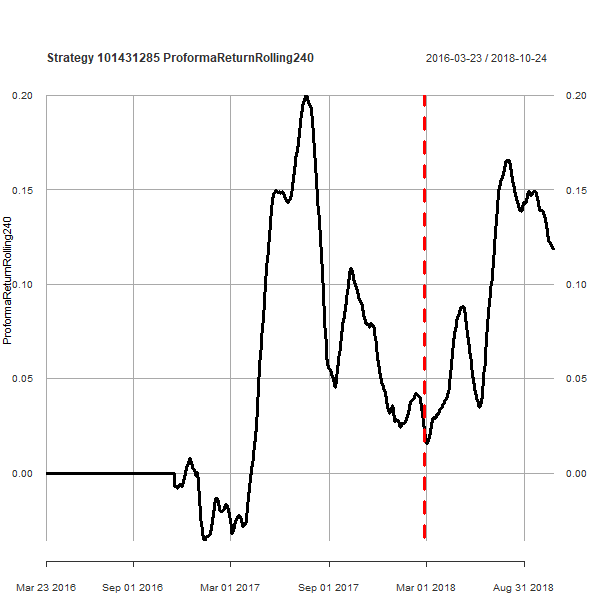 Strategy 101431285 ProformaReturnRolling240
2016-03-23 / 2018-10-24
0.20
0.20
0.15
0.15
ProformaReturnRolling240
0.10
0.10
0.05
0.05
0.00
0.00
Mar 23 2016
Sep 01 2016
Mar 01 2017
Sep 01 2017
Mar 01 2018
Aug 31 2018